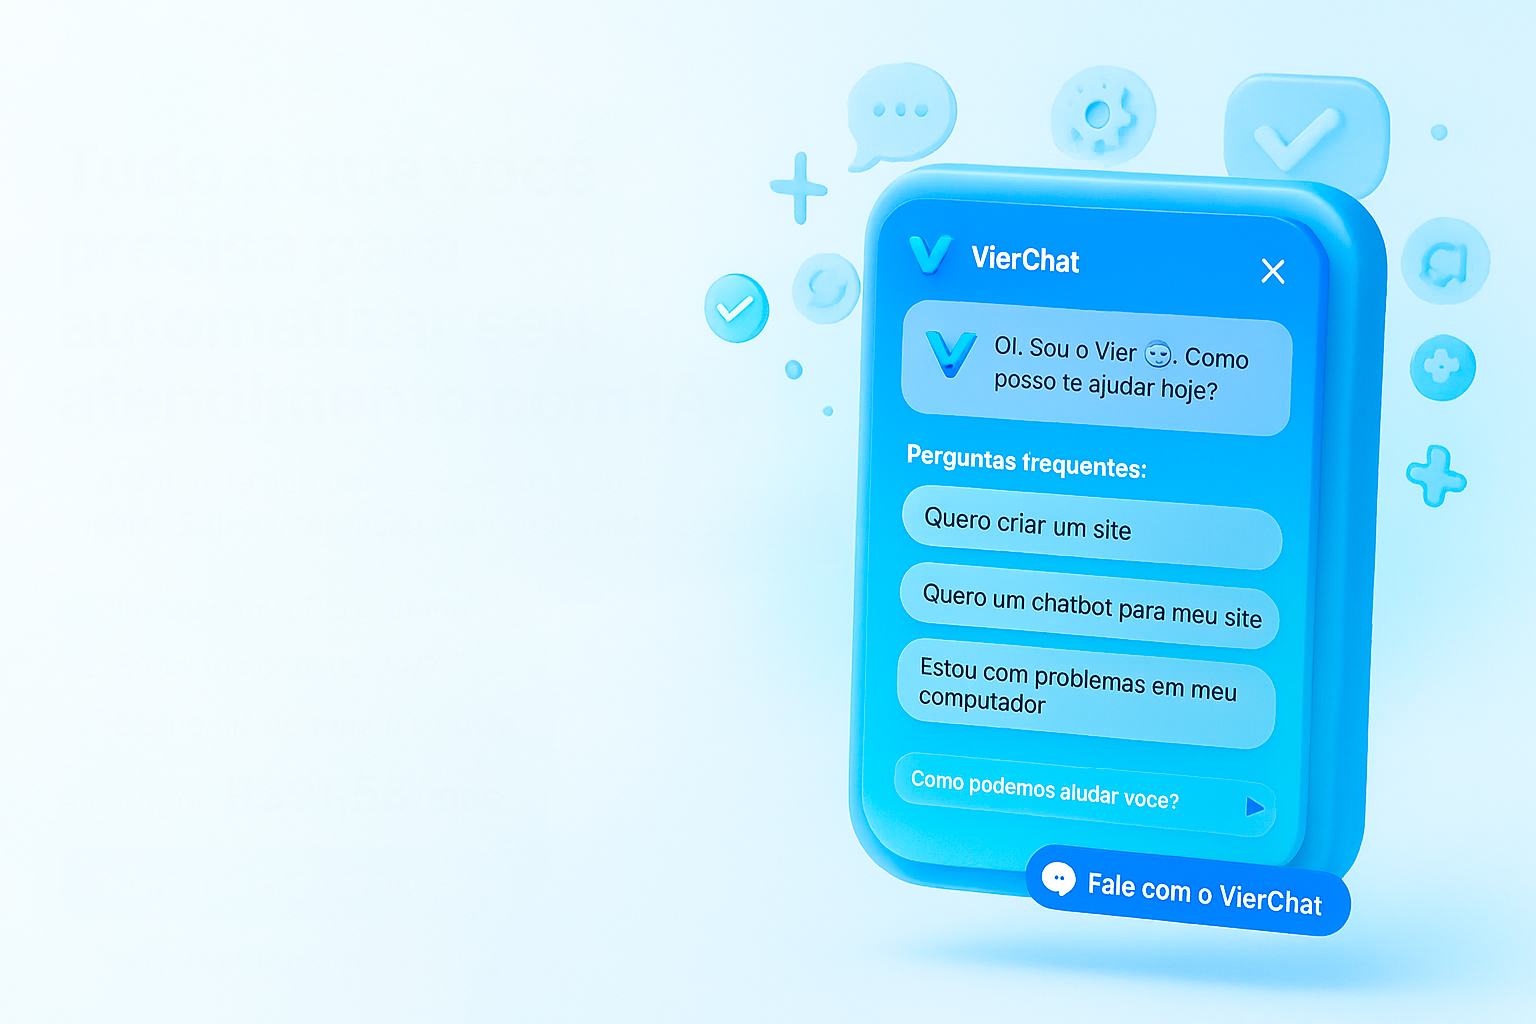 VierChat
OI. Sou o Vier 😌. Como
posso te ajudar hoje?
Perguntas frequentes:
Quero criar um site
Quero um chatbot para meu site
Estou com problemas em meu
computador
Como podemos aludar voce?
Fale com o VierChat